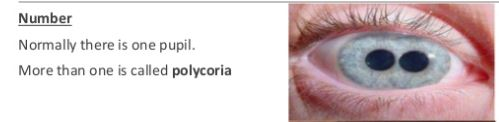 Number
Normally there is one pupil.
More than one is called polycoria